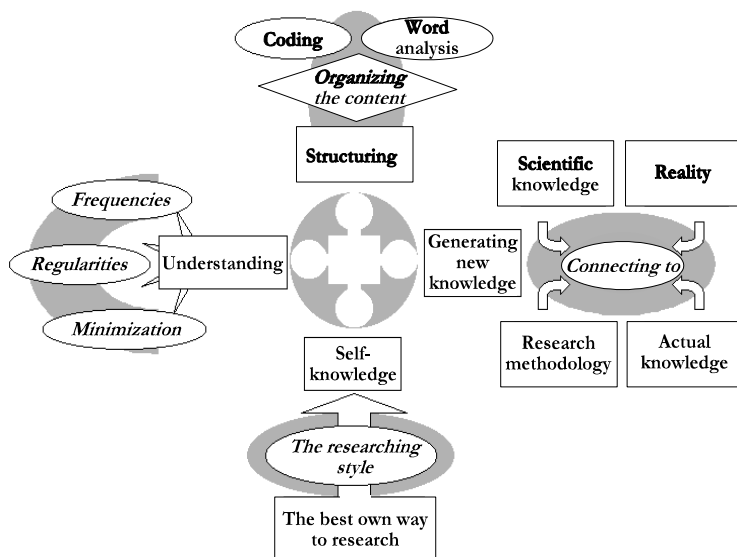 Coding
Word
analysis
Organizing
the content
Structuring
Scientific
knowledge
Reality
Frequencies
Regularities
Minimization
Understanding
Generating
new
knowledge
Connecting to
Research
methodology
Actual
knowledge
Self-
knowledge
The researching
style
The best own way
to research